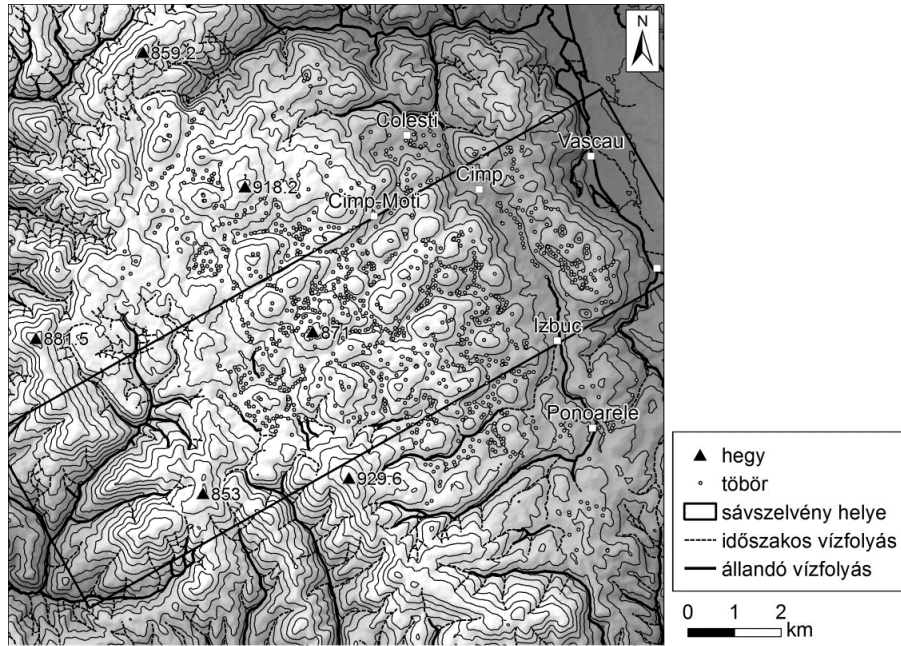 N
859.2
Colesti
Vascau
Cimp
918.2
Cimp-Moti
881.5
871
Izbuc
Ponoarele
929.6
853
hegy
töbör
sávszelvény helye
időszakos vízfolyás
állandó vízfolyás
0 1 2
km